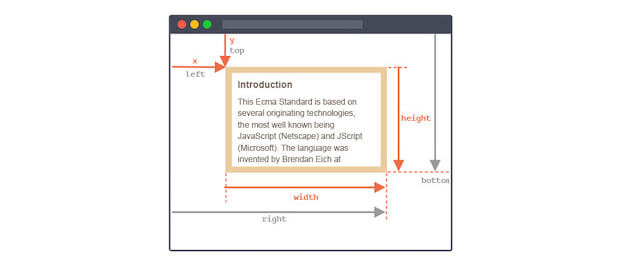 y
top
x
left
Introduction
This Ecma Standard is based on
several originating technologies,
the most well known being
JavaScript (Netscape) and JScript
(Microsoft). The language was
invented by Brendan Eich at
height
bottom
width
right